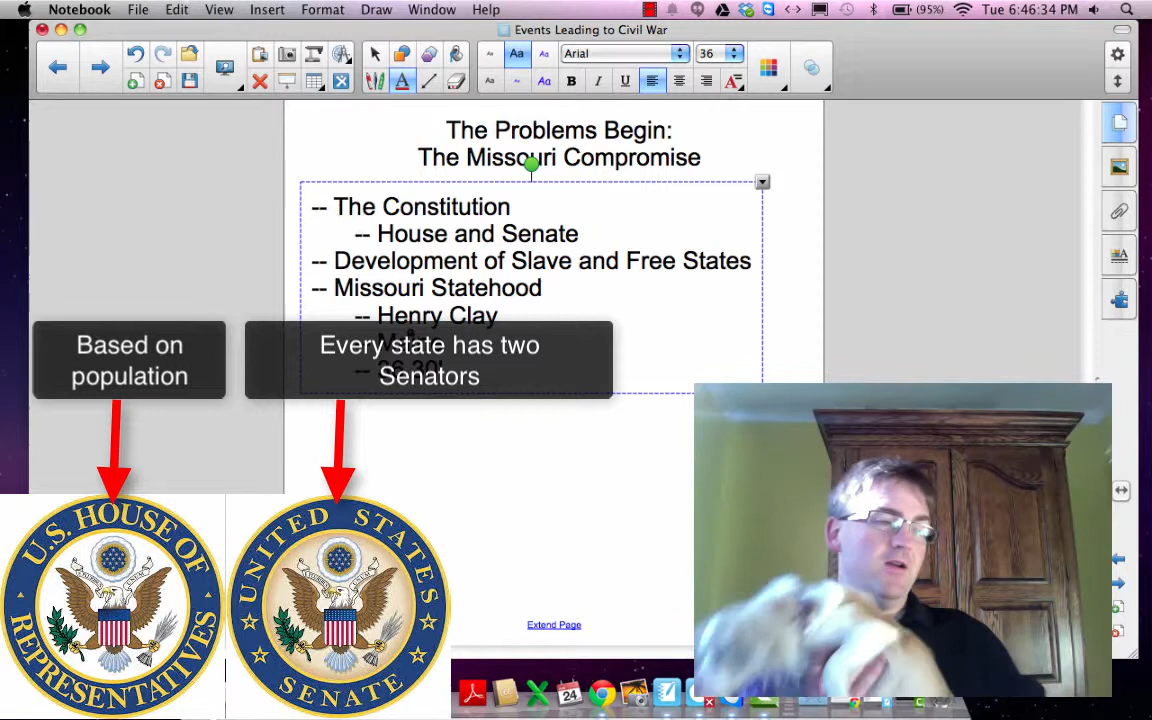 Notebook File Edit View Insert Format Draw Window Help (95%) Tue 6:46:34 PM
Events Leading to Civil War
Aa Arial 36
Aa B I U A
The Problems Begin:
The Missouri Compromise
-- The Constitution
-- House and Senate
-- Development of Slave and Free States
-- Missouri Statehood
-- Henry Clay
Based on
population
Every state has two
Senators
U.S. HOUSE OF
REPRESENTATIVES
UNITED STATES
SENATE
Extend Page
24